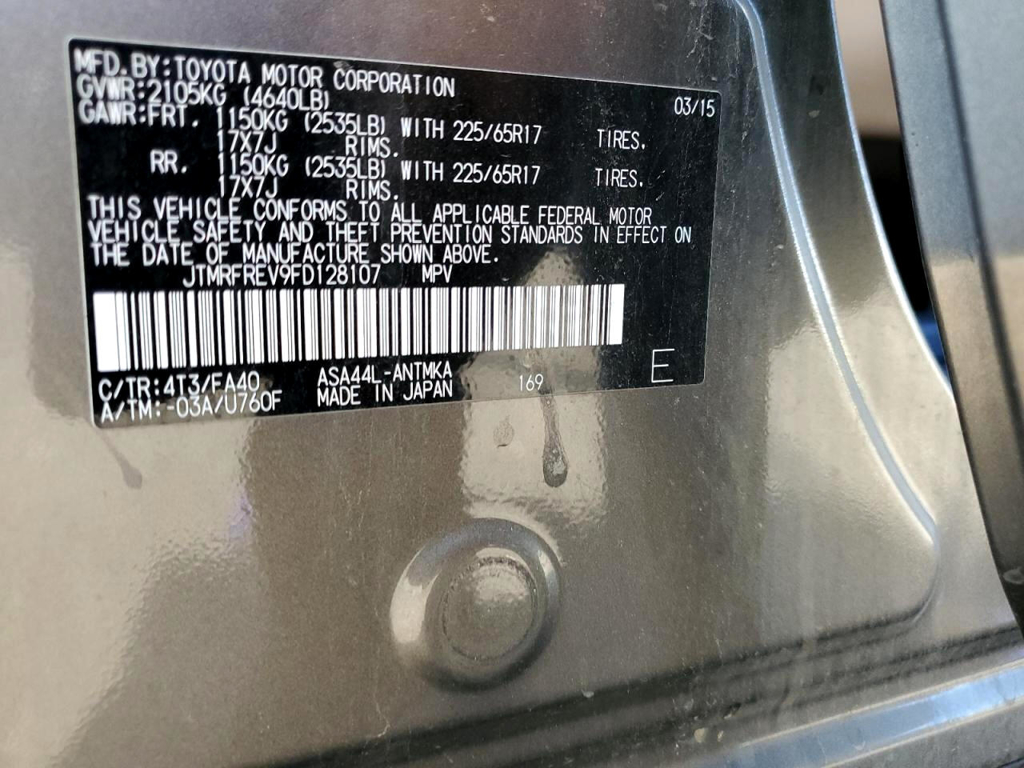 MFD.BY:TOYOTA MOTOR CORPORATION 03/15
GVWR:2105KG (4640LB)
GAWR:FRT. 1150KG (2535LB) WITH 225/65R17 TIRES.
17X7J RIMS.
RR. 1150KG (2535LB) WITH 225/65R17 TIRES.
17X7J RIMS.
THIS VEHICLE CONFORMS TO ALL APPLICABLE FEDERAL MOTOR
VEHICLE SAFETY AND THEFT PREVENTION STANDARDS IN EFFECT ON
THE DATE OF MANUFACTURE SHOWN ABOVE.
JTMRFREV9FD128107 MPV
C/TR:4T3/FA40 ASA44L-ANTMKA
A/TM:-03A/U760F MADE IN JAPAN 169 E